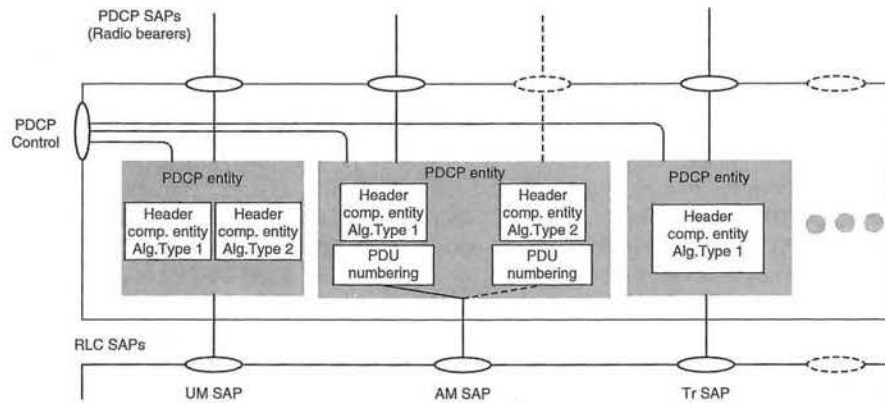 PDCP SAPs
(Radio bearers)
PDCP
Control
PDCP entity
Header
comp. entity
Alg.Type 1
Header
comp. entity
Alg.Type 2
PDCP entity
Header
comp. entity
Alg.Type 1
PDU
numbering
Header
comp. entity
Alg.Type 2
PDU
numbering
PDCP entity
Header
comp. entity
Alg.Type 1
RLC SAPs
UM SAP
AM SAP
Tr SAP